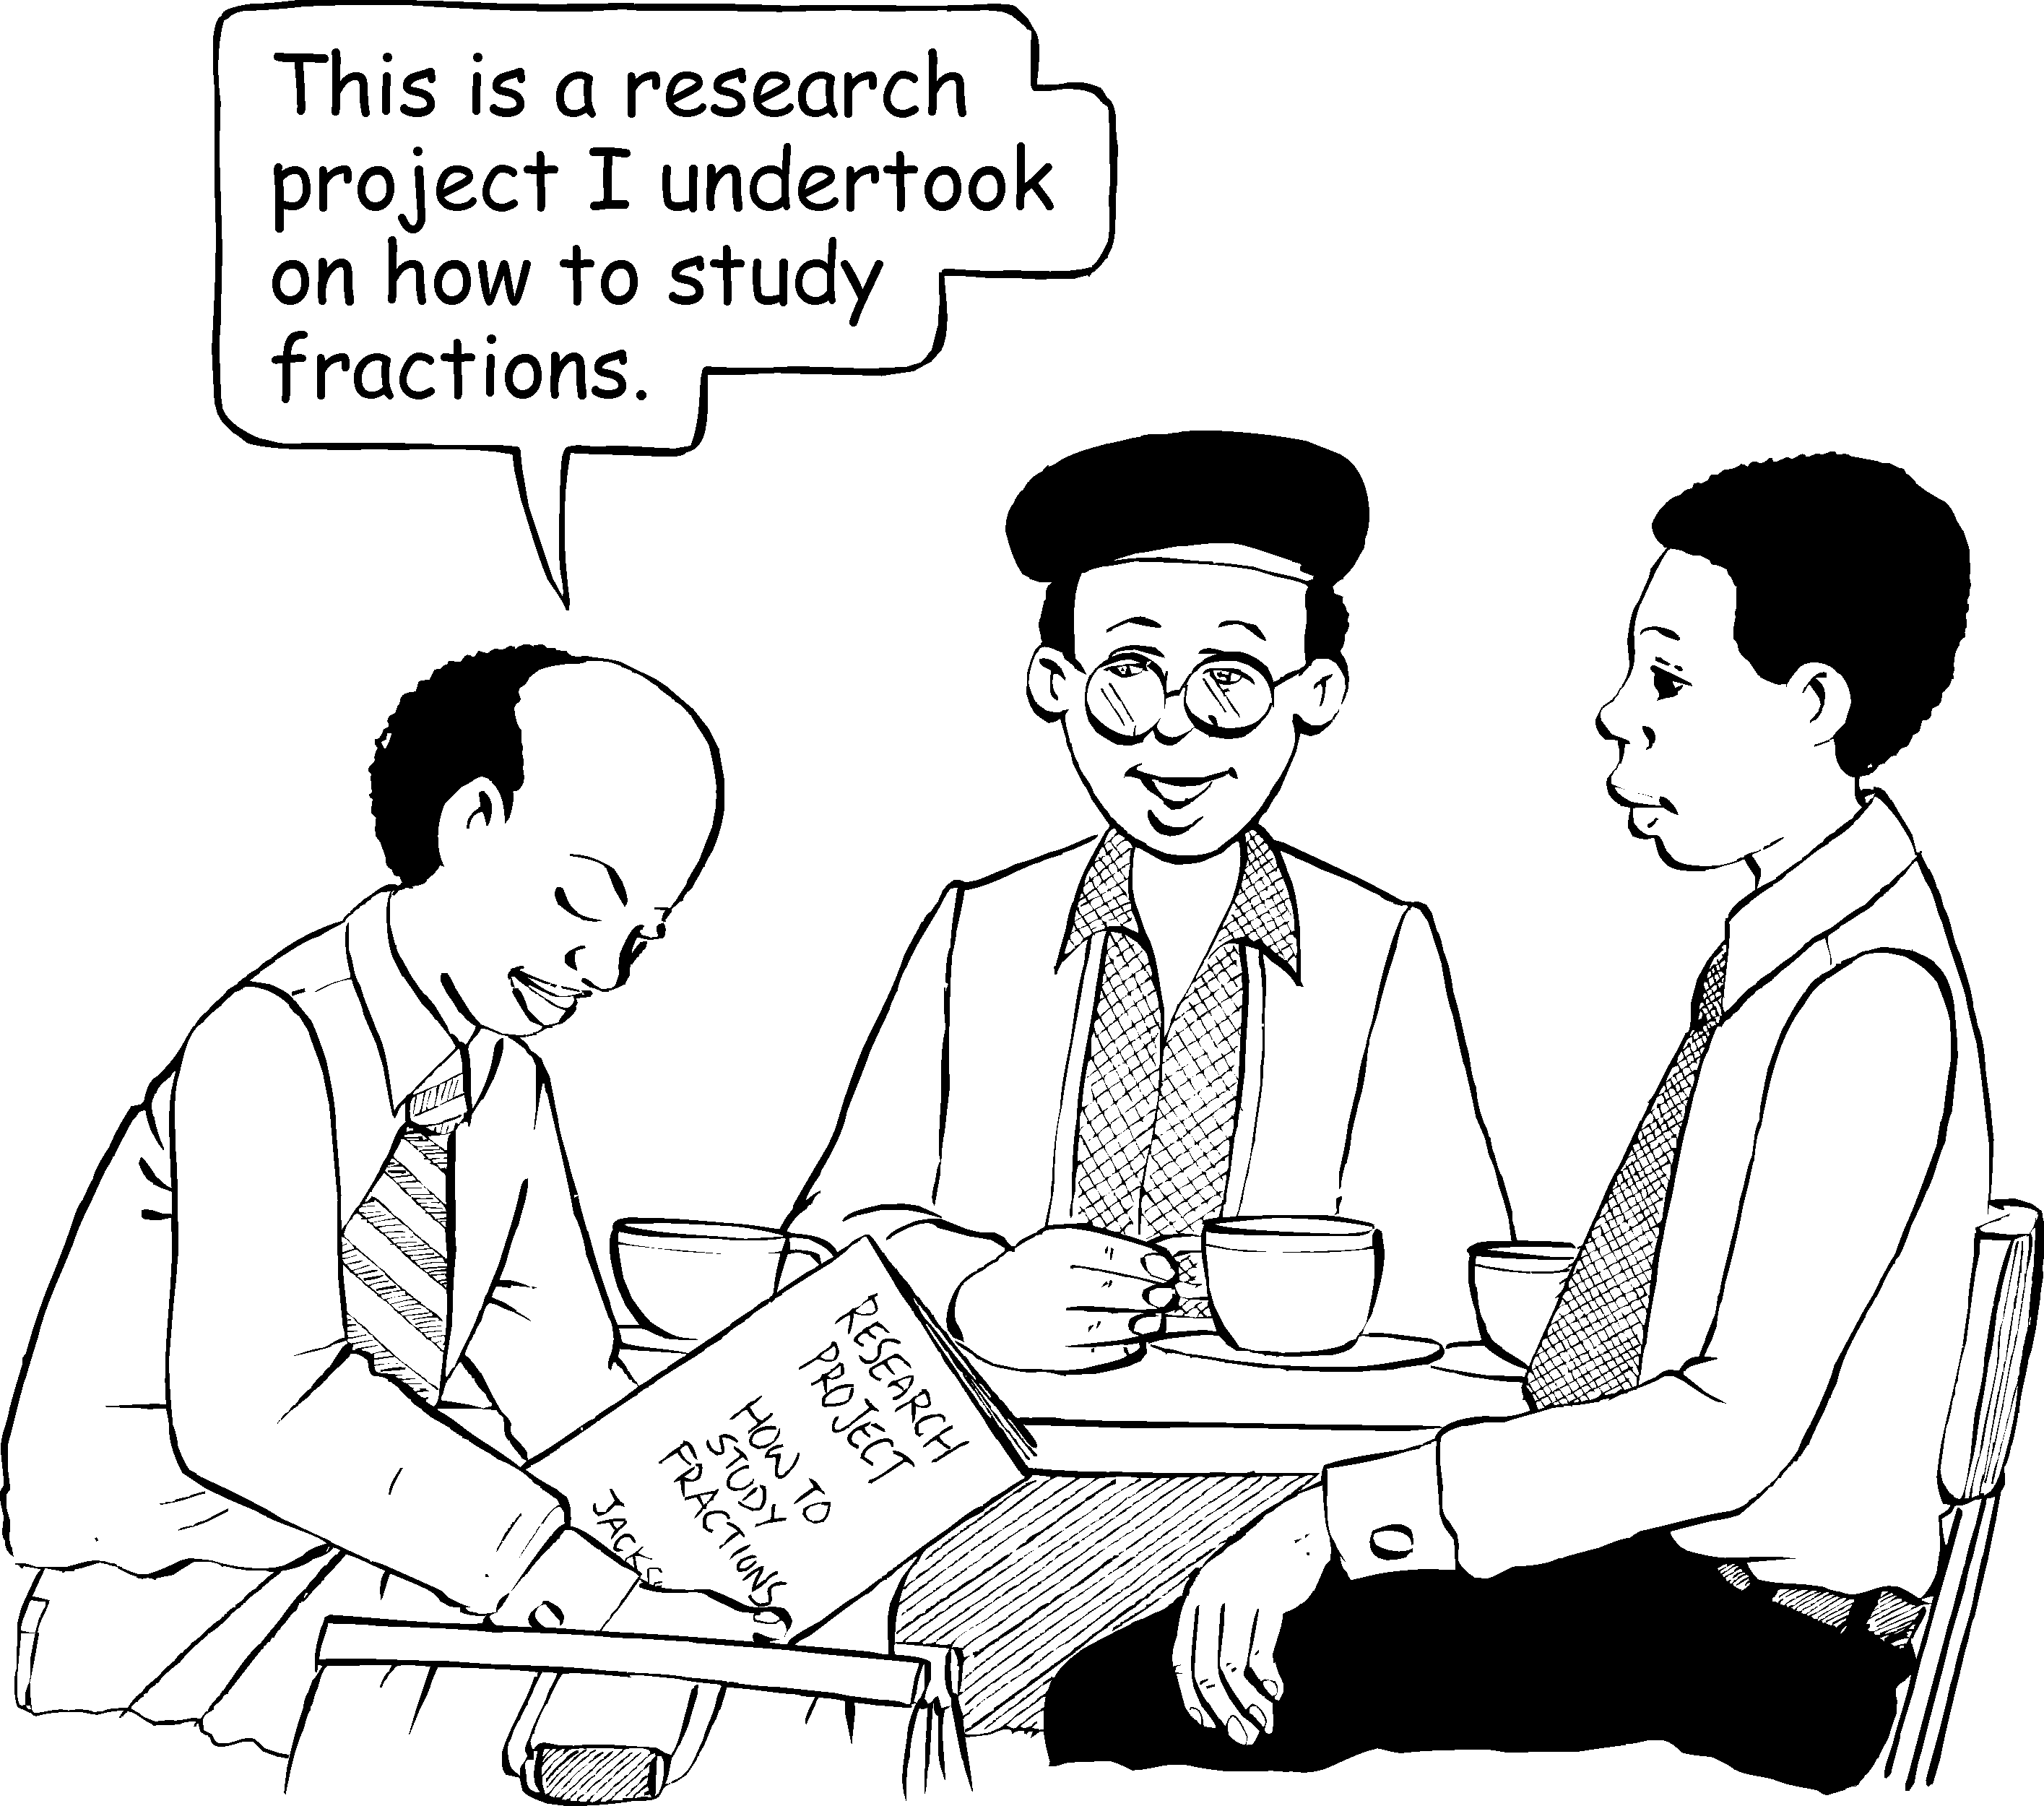 This is a research
project I undertook
on how to study
fractions.
RESEARCH
PROJECT
HOW TO
STUDY
FRACTIONS